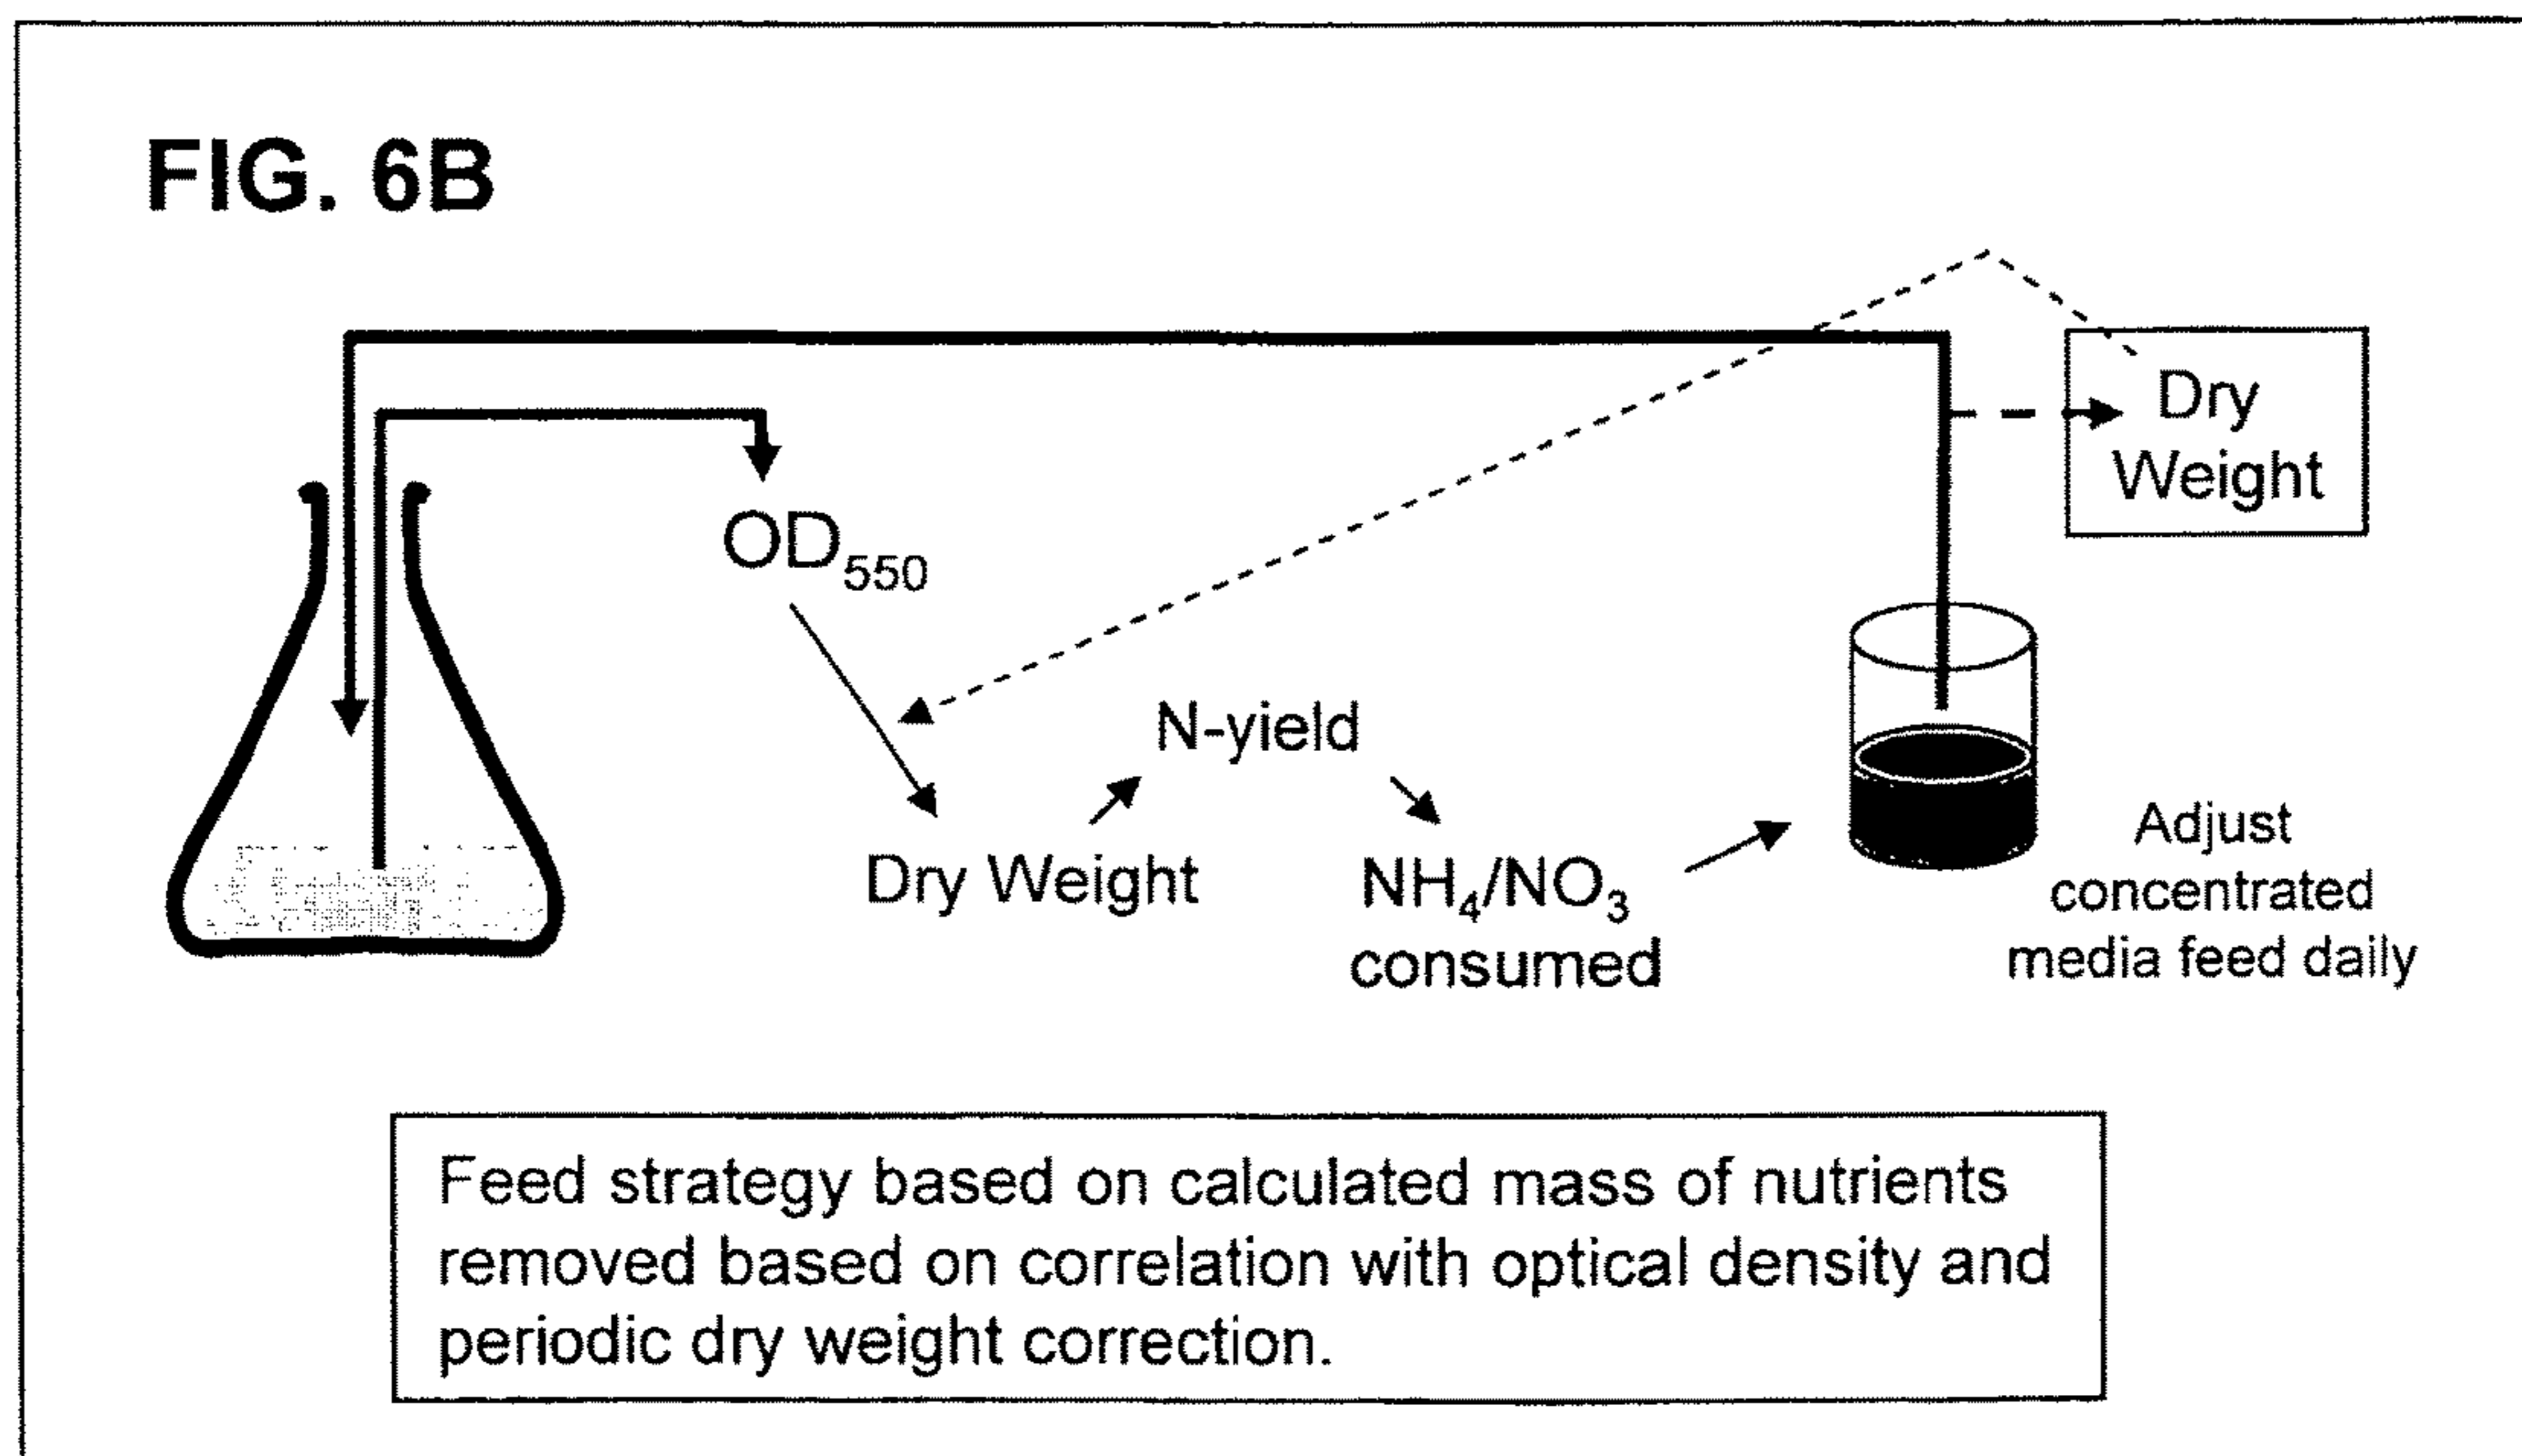 FIG. 6B
Dry
Weight
OD₅₅₀
N-yield
Dry Weight
NH₄/NO₃
consumed
Adjust
concentrated
media feed daily
Feed strategy based on calculated mass of nutrients
removed based on correlation with optical density and
periodic dry weight correction.